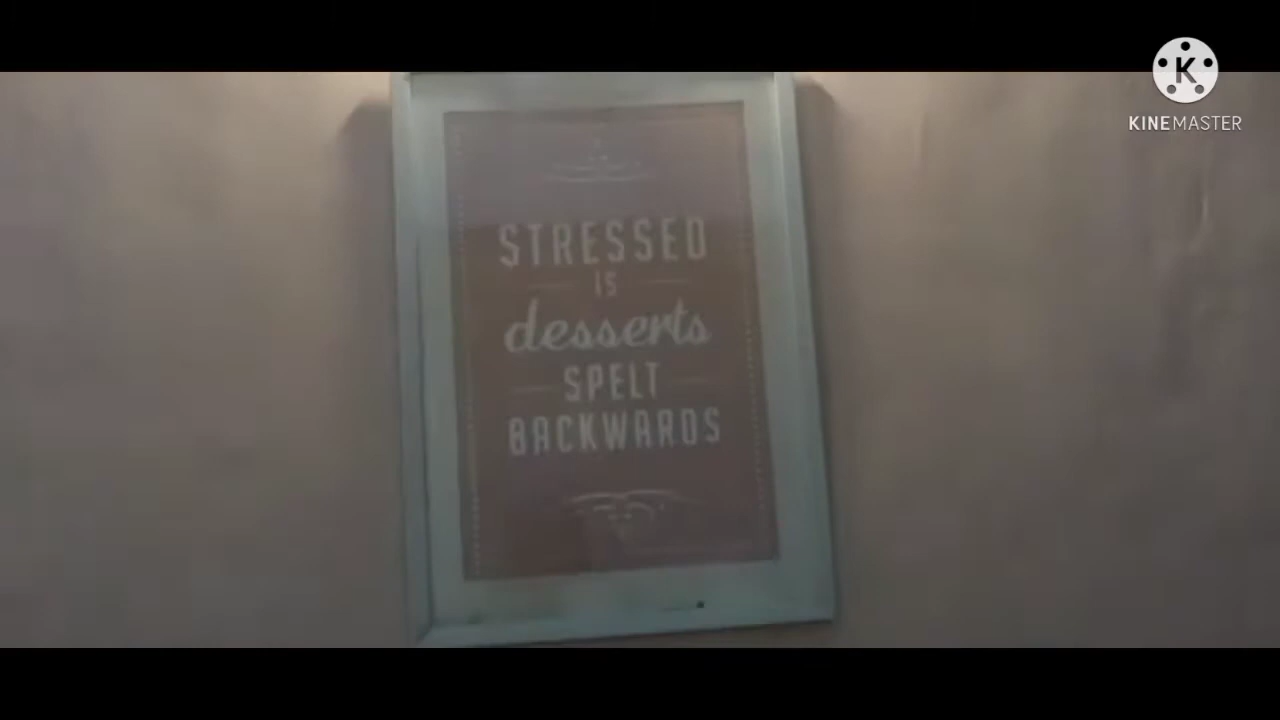 KINEMASTER
STRESSED
IS
desserts
SPELT
BACKWARDS